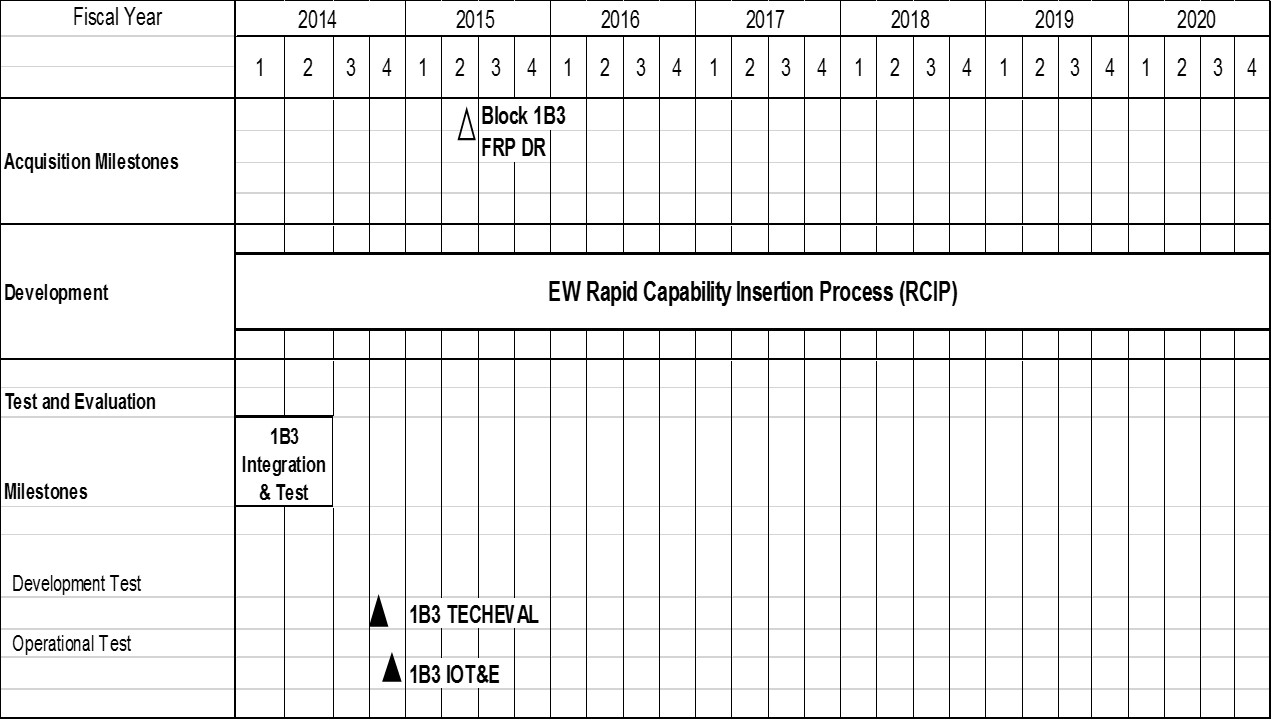 Fiscal Year 2014 2015 2016 2017 2018 2019 2020
1 2 3 4 1 2 3 4 1 2 3 4 1 2 3 4 1 2 3 4 1 2 3 4 1 2 3 4
Block 1B3
FRP DR
Acquisition Milestones
Development
EW Rapid Capability Insertion Process (RCIP)
Test and Evaluation
1B3
Integration
& Test
Milestones
Development Test
1B3 TECHEVAL
Operational Test
1B3 IOT&E